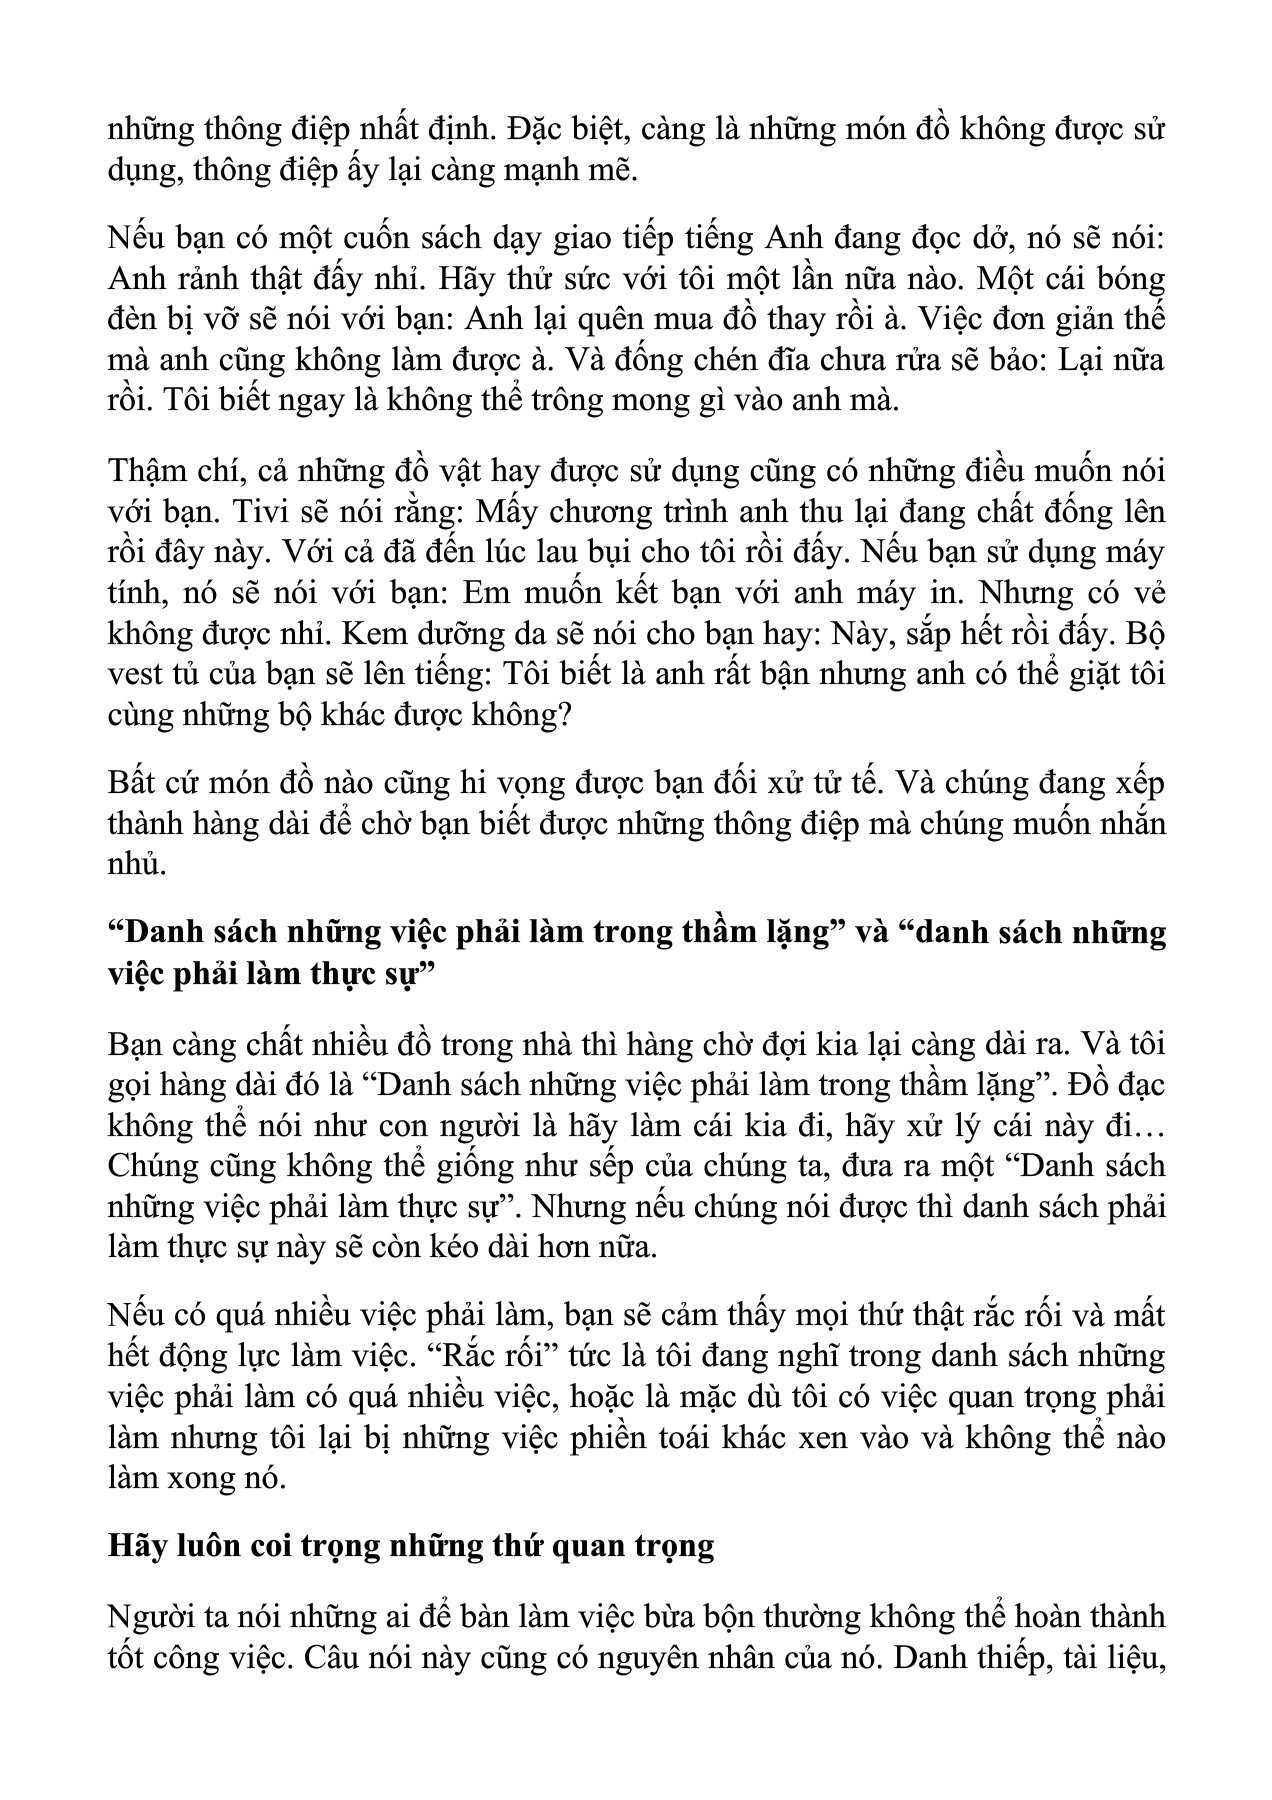 những thông điệp nhất định. Đặc biệt, càng là những món đồ không được sử
dụng, thông điệp ấy lại càng mạnh mẽ.
Nếu bạn có một cuốn sách dạy giao tiếp tiếng Anh đang đọc dở, nó sẽ nói:
Anh rảnh thật đấy nhỉ. Hãy thử sức với tôi một lần nữa nào. Một cái bóng
đèn bị vỡ sẽ nói với bạn: Anh lại quên mua đồ thay rồi à. Việc đơn giản thế
mà anh cũng không làm được à. Và đống chén đĩa chưa rửa sẽ bảo: Lại nữa
rồi. Tôi biết ngay là không thể trông mong gì vào anh mà.
Thậm chí, cả những đồ vật hay được sử dụng cũng có những điều muốn nói
với bạn. Tivi sẽ nói rằng: Mấy chương trình anh thu lại đang chất đống lên
rồi đây này. Với cả đã đến lúc lau bụi cho tôi rồi đấy. Nếu bạn sử dụng máy
tính, nó sẽ nói với bạn: Em muốn kết bạn với anh máy in. Nhưng có vẻ
không được nhỉ. Kem dưỡng da sẽ nói cho bạn hay: Này, sắp hết rồi đấy. Bộ
vest tủ của bạn sẽ lên tiếng: Tôi biết là anh rất bận nhưng anh có thể giặt tôi
cùng những bộ khác được không?
Bất cứ món đồ nào cũng hi vọng được bạn đối xử tử tế. Và chúng đang xếp
thành hàng dài để chờ bạn biết được những thông điệp mà chúng muốn nhắn
nhủ.
“Danh sách những việc phải làm trong thầm lặng” và “danh sách những
việc phải làm thực sự”
Bạn càng chất nhiều đồ trong nhà thì hàng chờ đợi kia lại càng dài ra. Và tôi
gọi hàng dài đó là “Danh sách những việc phải làm trong thầm lặng”. Đồ đạc
không thể nói như con người là hãy làm cái kia đi, hãy xử lý cái này đi…
Chúng cũng không thể giống như sếp của chúng ta, đưa ra một “Danh sách
những việc phải làm thực sự”. Nhưng nếu chúng nói được thì danh sách phải
làm thực sự này sẽ còn kéo dài hơn nữa.
Nếu có quá nhiều việc phải làm, bạn sẽ cảm thấy mọi thứ thật rắc rối và mất
hết động lực làm việc. “Rắc rối” tức là tôi đang nghĩ trong danh sách những
việc phải làm có quá nhiều việc, hoặc là mặc dù tôi có việc quan trọng phải
làm nhưng tôi lại bị những việc phiền toái khác xen vào và không thể nào
làm xong nó.
Hãy luôn coi trọng những thứ quan trọng
Người ta nói những ai để bàn làm việc bừa bộn thường không thể hoàn thành
tốt công việc. Câu nói này cũng có nguyên nhân của nó. Danh thiếp, tài liệu,